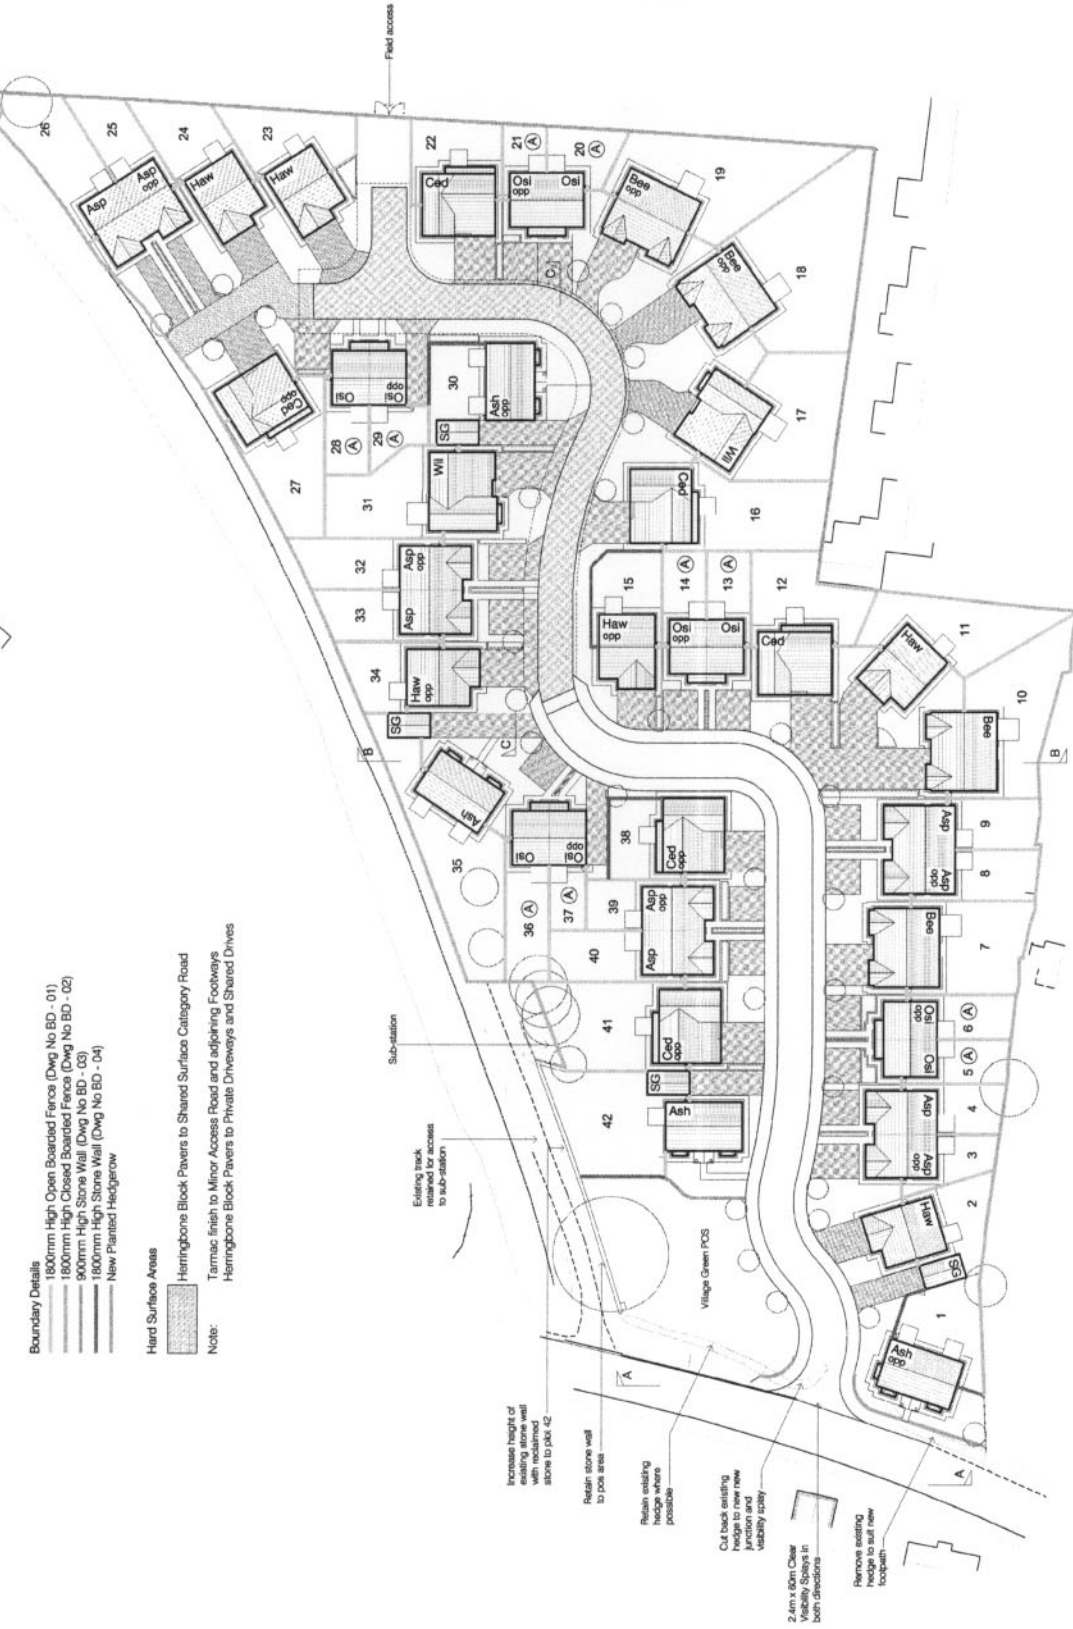 Boundary Details
1800mm High Open Boarded Fence (Dwg No BD - 01)
1800mm High Closed Boarded Fence (Dwg No BD - 02)
900mm High Stone Wall (Dwg No BD - 03)
1800mm High Stone Wall (Dwg No BD - 04)
New Planted Hedgerow
Hard Surface Areas
Herringbone Block Pavers to Shared Surface Category Road
Note:
Tarmac finish to Minor Access Road and adjoining Footways
Herringbone Block Pavers to Private Driveways and Shared Drives
Field access
Sub-station
Existing track
retained for access
to sub-station
Increase height of
existing stone wall
with reclaimed
stone to plot 42
Retain stone wall
to pos area
Retain existing
hedge where
possible
Cut back existing
hedge to new new
junction and
visibility splay
2.4m x 60m Clear
Visibility Splays in
both directions
Remove existing
hedge to suit new
footpath
Village Green POS
26
Asp
25
Asp
opp
24
Haw
23
Haw
22
Ced
21 A
Osi
opp
20 A
Osi
19
Bee
opp
18
Bee
opp
17
Wil
16
Ced
27
Ced
opp
28 A
Osi
29 A
Osi
opp
30
Ash
opp
SG
31
Wil
32
Asp
opp
33
Asp
34
Haw
opp
SG
35
Ash
36 A
Osi
37 A
Osi
opp
38
Ced
opp
39
Asp
opp
40
Asp
41
Ced
opp
SG
42
Ash
15
Haw
opp
14 A
Osi
opp
13 A
Osi
12
Ced
11
Haw
10
Bee
9
Asp
8
Asp
opp
7
Bee
6 A
Osi
opp
5 A
Osi
4
Asp
3
Asp
opp
2
Haw
SG
1
Ash
opp
A
A
B
B
C
C